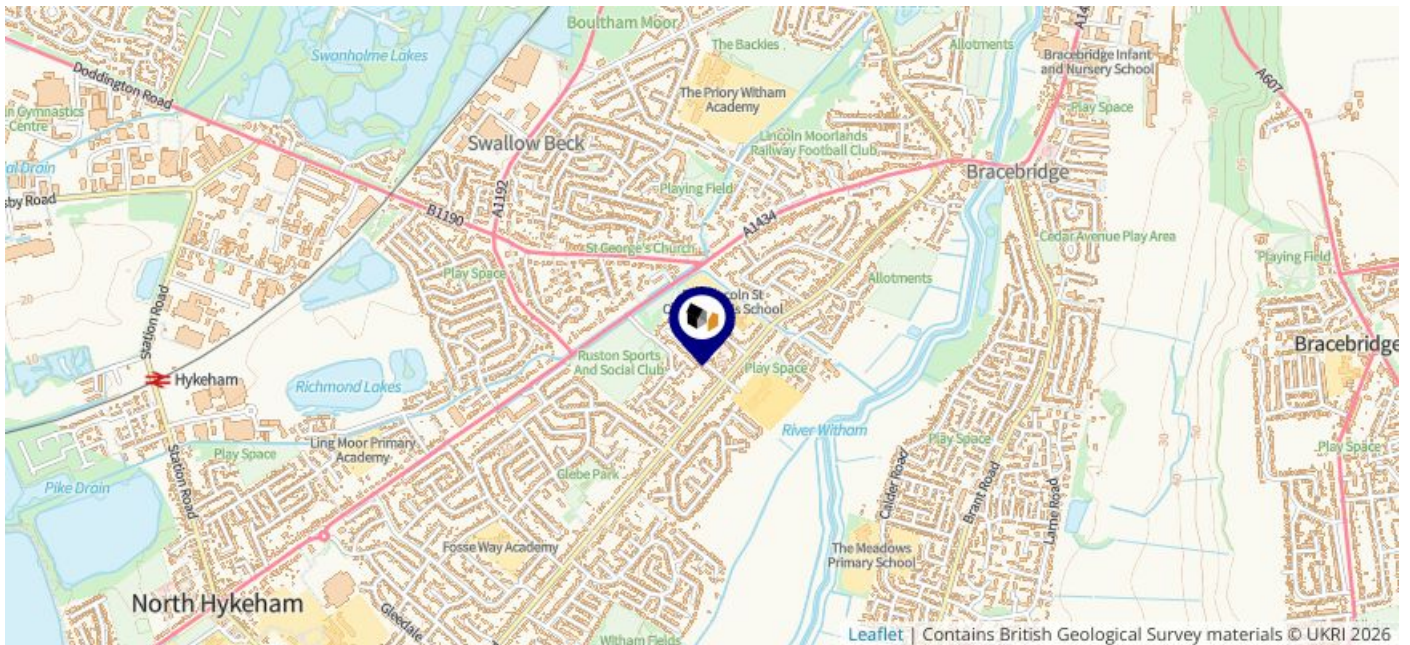 Boultham Moor
Swanholme Lakes
The Backies
Allotments
Bracebridge Infant
and Nursery School
A607
Doddington Road
The Priory Witham
Academy
Play Space
Gymnastics
Centre
Swallow Beck
Lincoln Moorlands
Railway Football Club
Drain
Bracebridge
Playing Field
Road
A1192
B1190
A1434
St George's Church
Cedar Avenue Play Area
Playing Field
Play Space
Allotments
Station Road
Hykeham
Richmond Lakes
Ruston Sports
And Social Club
Play Space
Bracebridge
River Witham
Ling Moor Primary
Academy
Play Space
Station Road
Glebe Park
Pike Drain
Play Space
Play Space
Calder Road
Brant Road
Larne Road
Fosse Way Academy
The Meadows
Primary School
North Hykeham
Gleedale
Witham Fields
Leaflet | Contains British Geological Survey materials © UKRI 2026